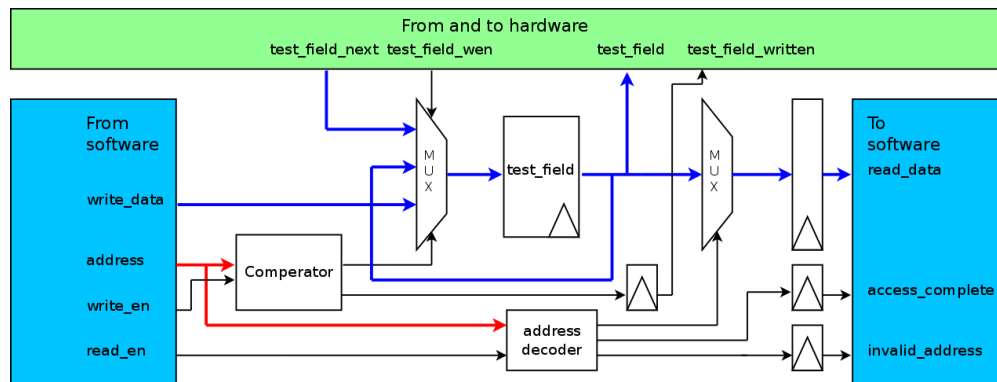 From and to hardware
test_field_next
test_field_wen
test_field
test_field_written
From
software
write_data
address
write_en
read_en
Comperator
M
U
X
test_field
M
U
X
address
decoder
To
software
read_data
access_complete
invalid_address